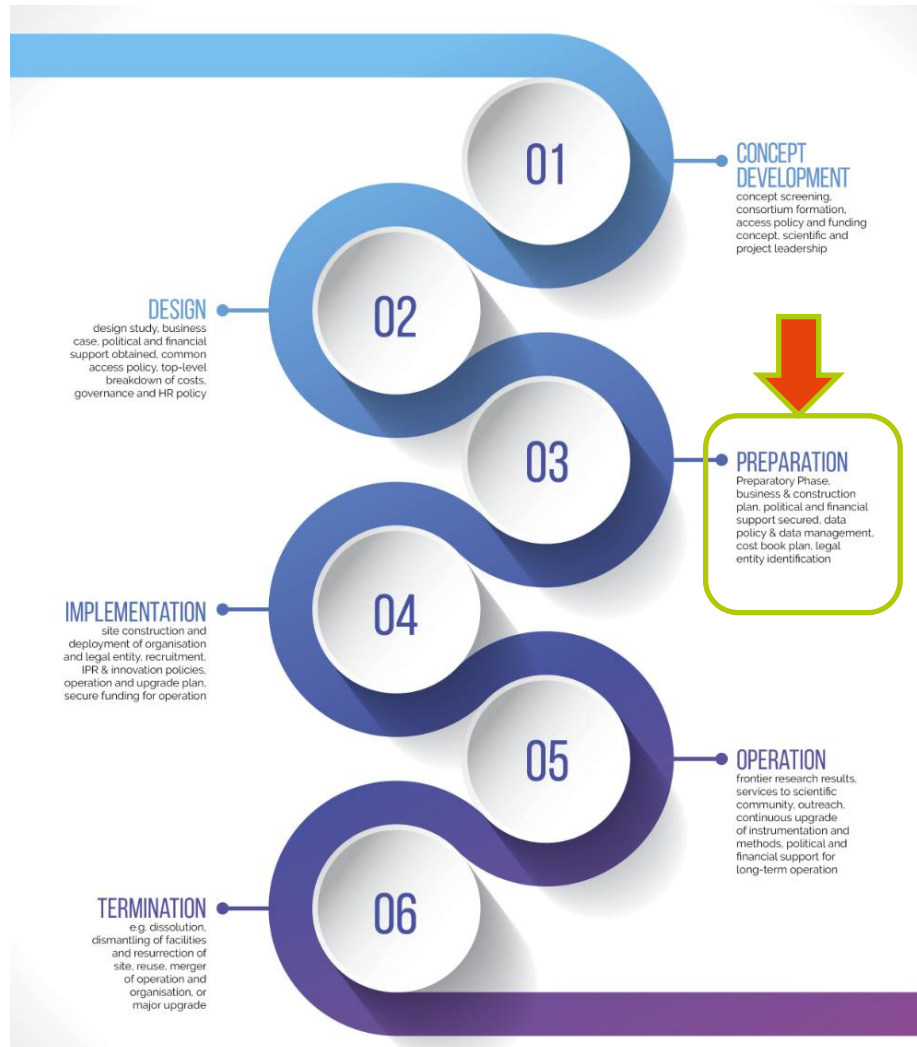 01
CONCEPT
DEVELOPMENT
concept screening,
consortium formation,
access policy and funding
concept, scientific and
project leadership
02
DESIGN
design study, business
case, political and financial
support obtained, common
access policy, top-level
breakdown of costs,
governance and HR policy
03
PREPARATION
Preparatory Phase,
business & construction
plan, political and financial
support secured, data
policy & data management,
cost book plan, legal
entity identification
04
IMPLEMENTATION
site construction and
deployment of organisation
and legal entity, recruitment,
IPR & innovation policies,
operation and upgrade plan,
secure funding for operation
05
OPERATION
frontier research results,
services to scientific
community, outreach,
continuous upgrade
of instrumentation and
methods, political and
financial support for
long-term operation
06
TERMINATION
e.g. dissolution,
dismantling of facilities
and resurrection of
site, reuse, merger
of operation and
organisation, or
major upgrade